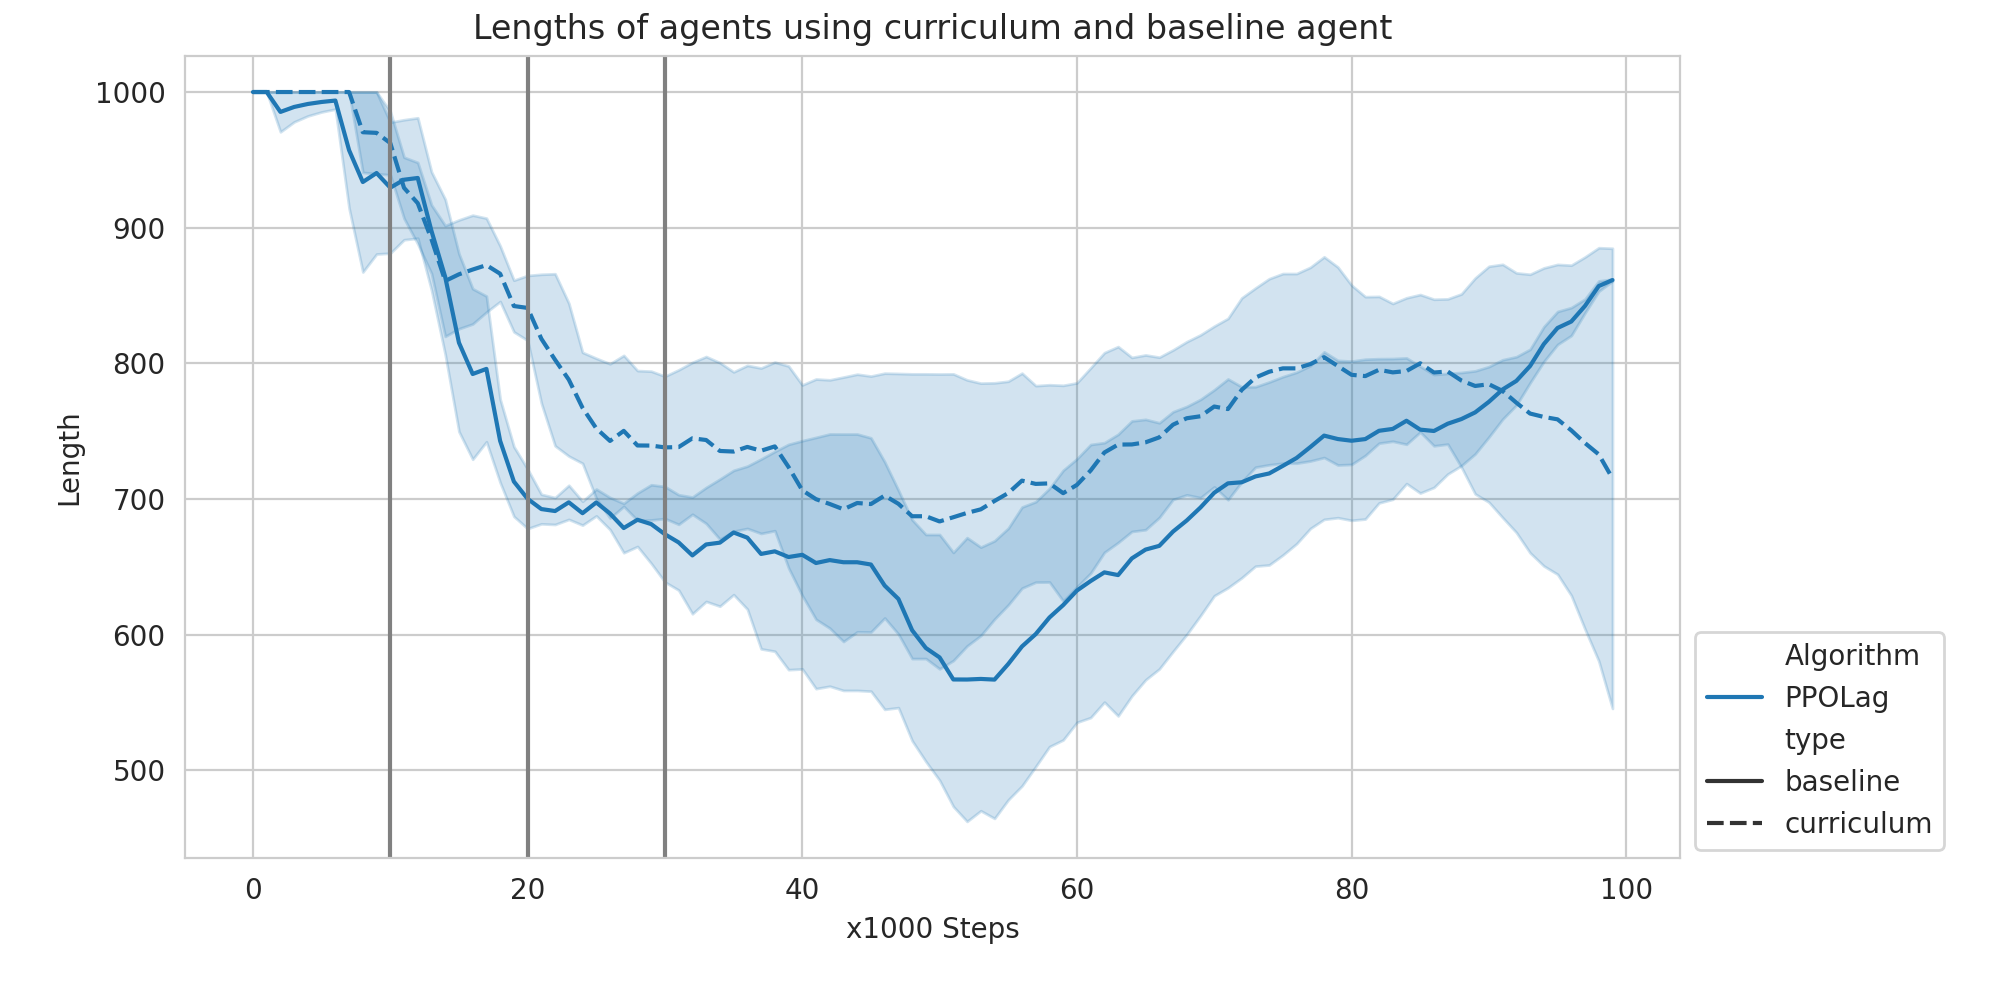 Lengths of agents using curriculum and baseline agent
1000
900
800
700
600
500
Length
0 20 40 60 80 100
x1000 Steps
Algorithm
PPOLag
type
baseline
curriculum